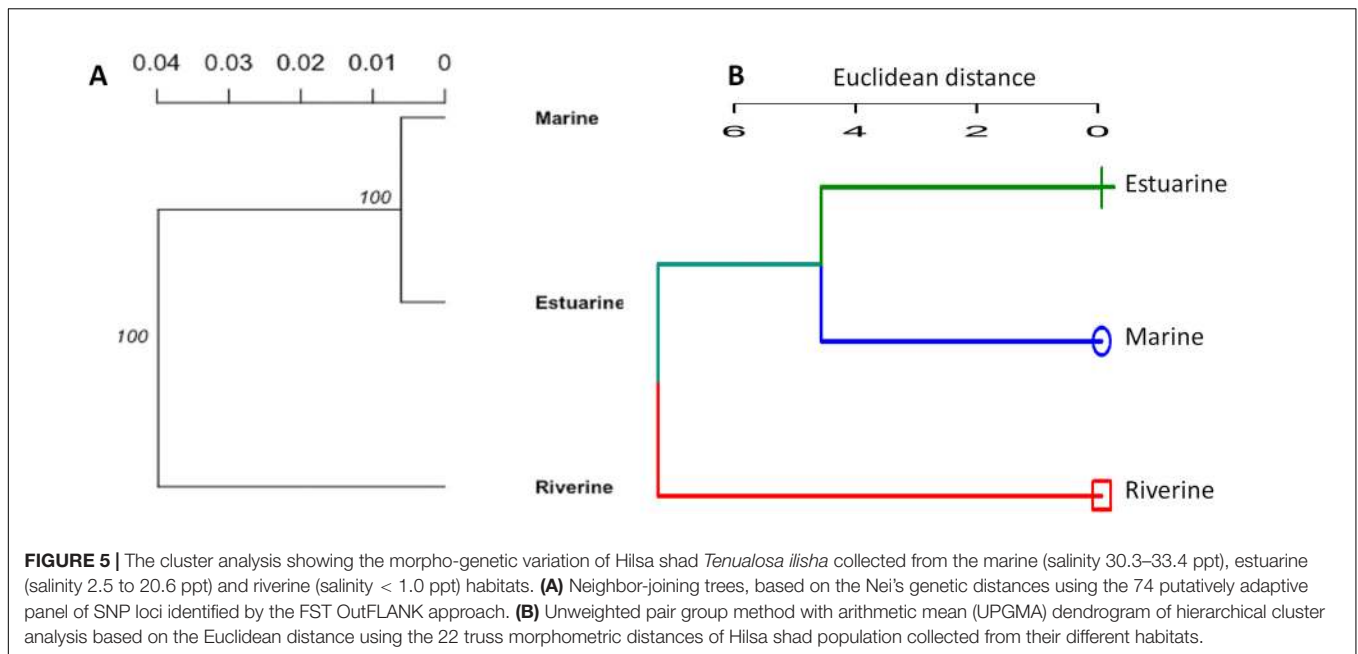 A
0.04 0.03 0.02 0.01 0
Marine
100
Estuarine
100
Riverine
B
Euclidean distance
6 4 2 0
Estuarine
Marine
Riverine
FIGURE 5 | The cluster analysis showing the morpho-genetic variation of Hilsa shad Tenualosa ilisha collected from the marine (salinity 30.3–33.4 ppt), estuarine
(salinity 2.5 to 20.6 ppt) and riverine (salinity < 1.0 ppt) habitats. (A) Neighbor-joining trees, based on the Nei's genetic distances using the 74 putatively adaptive
panel of SNP loci identified by the FST OutFLANK approach. (B) Unweighted pair group method with arithmetic mean (UPGMA) dendrogram of hierarchical cluster
analysis based on the Euclidean distance using the 22 truss morphometric distances of Hilsa shad population collected from their different habitats.